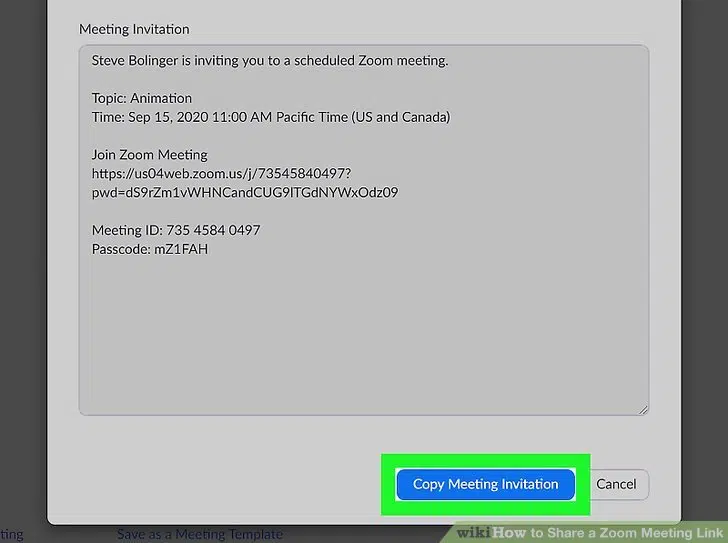 Meeting Invitation
Steve Bolinger is inviting you to a scheduled Zoom meeting.
Topic: Animation
Time: Sep 15, 2020 11:00 AM Pacific Time (US and Canada)
Join Zoom Meeting
https://us04web.zoom.us/j/73545840497?
pwd=dS9rZm1vWHNCandCUG9lTGdNYWxOdz09
Meeting ID: 735 4584 0497
Passcode: mZ1FAH
Copy Meeting Invitation
Cancel
ting
Save as a Meeting Template
wikiHow to Share a Zoom Meeting Link